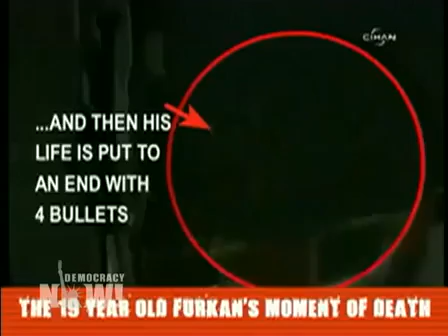 CİHAN
...AND THEN HIS
LIFE IS PUT TO
AN END WITH
4 BULLETS
DEMOCRACY
NOW!
THE 19 YEAR OLD FURKAN'S MOMENT OF DEATH